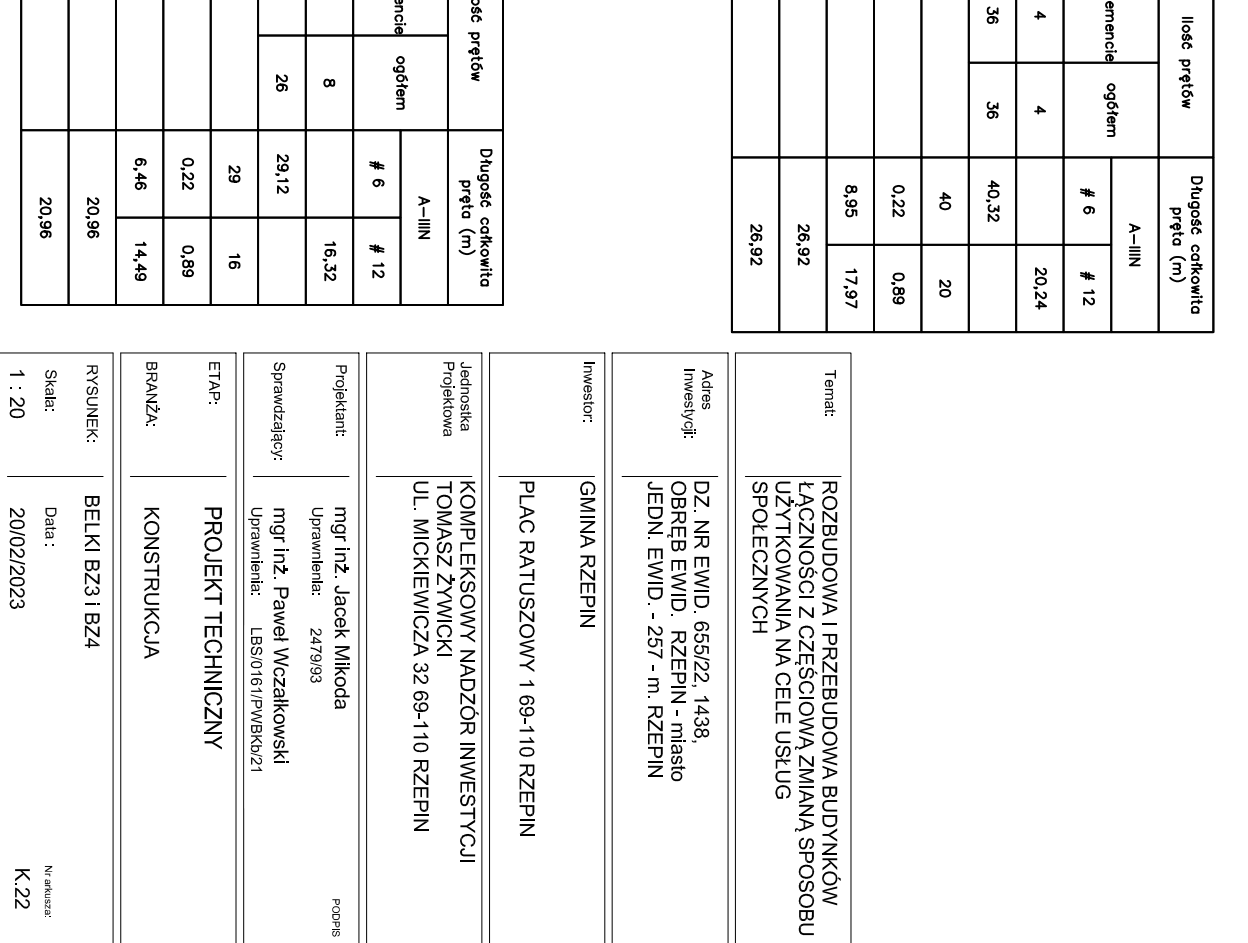 Ilość prętów
Długość całkowita
pręta (m)
A–IIIN
emencie ogółem
# 6 # 12
4 4 20,24
36 36 40,32
40 20
0,22 0,89
8,95 17,97
26,92
26,92
ość prętów
Długość całkowita
pręta (m)
A–IIIN
encie ogółem
# 6 # 12
8 16,32
26 29,12
29 16
0,22 0,89
6,46 14,49
20,96
20,96
Temat:
ROZBUDOWA I PRZEBUDOWA BUDYNKÓW
ŁĄCZNOŚCI Z CZĘŚCIOWĄ ZMIANĄ SPOSOBU
UŻYTKOWANIA NA CELE USŁUG
SPOŁECZNYCH
Adres
Inwestycji:
DZ. NR EWID. 655/22, 1438,
OBRĘB EWID. RZEPIN - miasto
JEDN. EWID. - 257 - m. RZEPIN
Inwestor:
GMINA RZEPIN
PLAC RATUSZOWY 1 69-110 RZEPIN
Jednostka
Projektowa
KOMPLEKSOWY NADZÓR INWESTYCJI
TOMASZ ŻYWICKI
UL. MICKIEWICZA 32 69-110 RZEPIN
Projektant: mgr inż. Jacek Mikoda PODPIS
Uprawnienia: 2479/93
Sprawdzający: mgr inż. Paweł Wczałkowski
Uprawnienia: LBS/0161/PWBKb/21
ETAP: PROJEKT TECHNICZNY
BRANŻA: KONSTRUKCJA
RYSUNEK: BELKI BZ3 i BZ4
Skala: Data : Nr arkusza:
1 : 20 20/02/2023 K.22